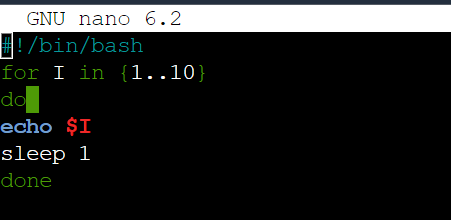 GNU nano 6.2
#!/bin/bash
for I in {1..10}
do
echo $I
sleep 1
done